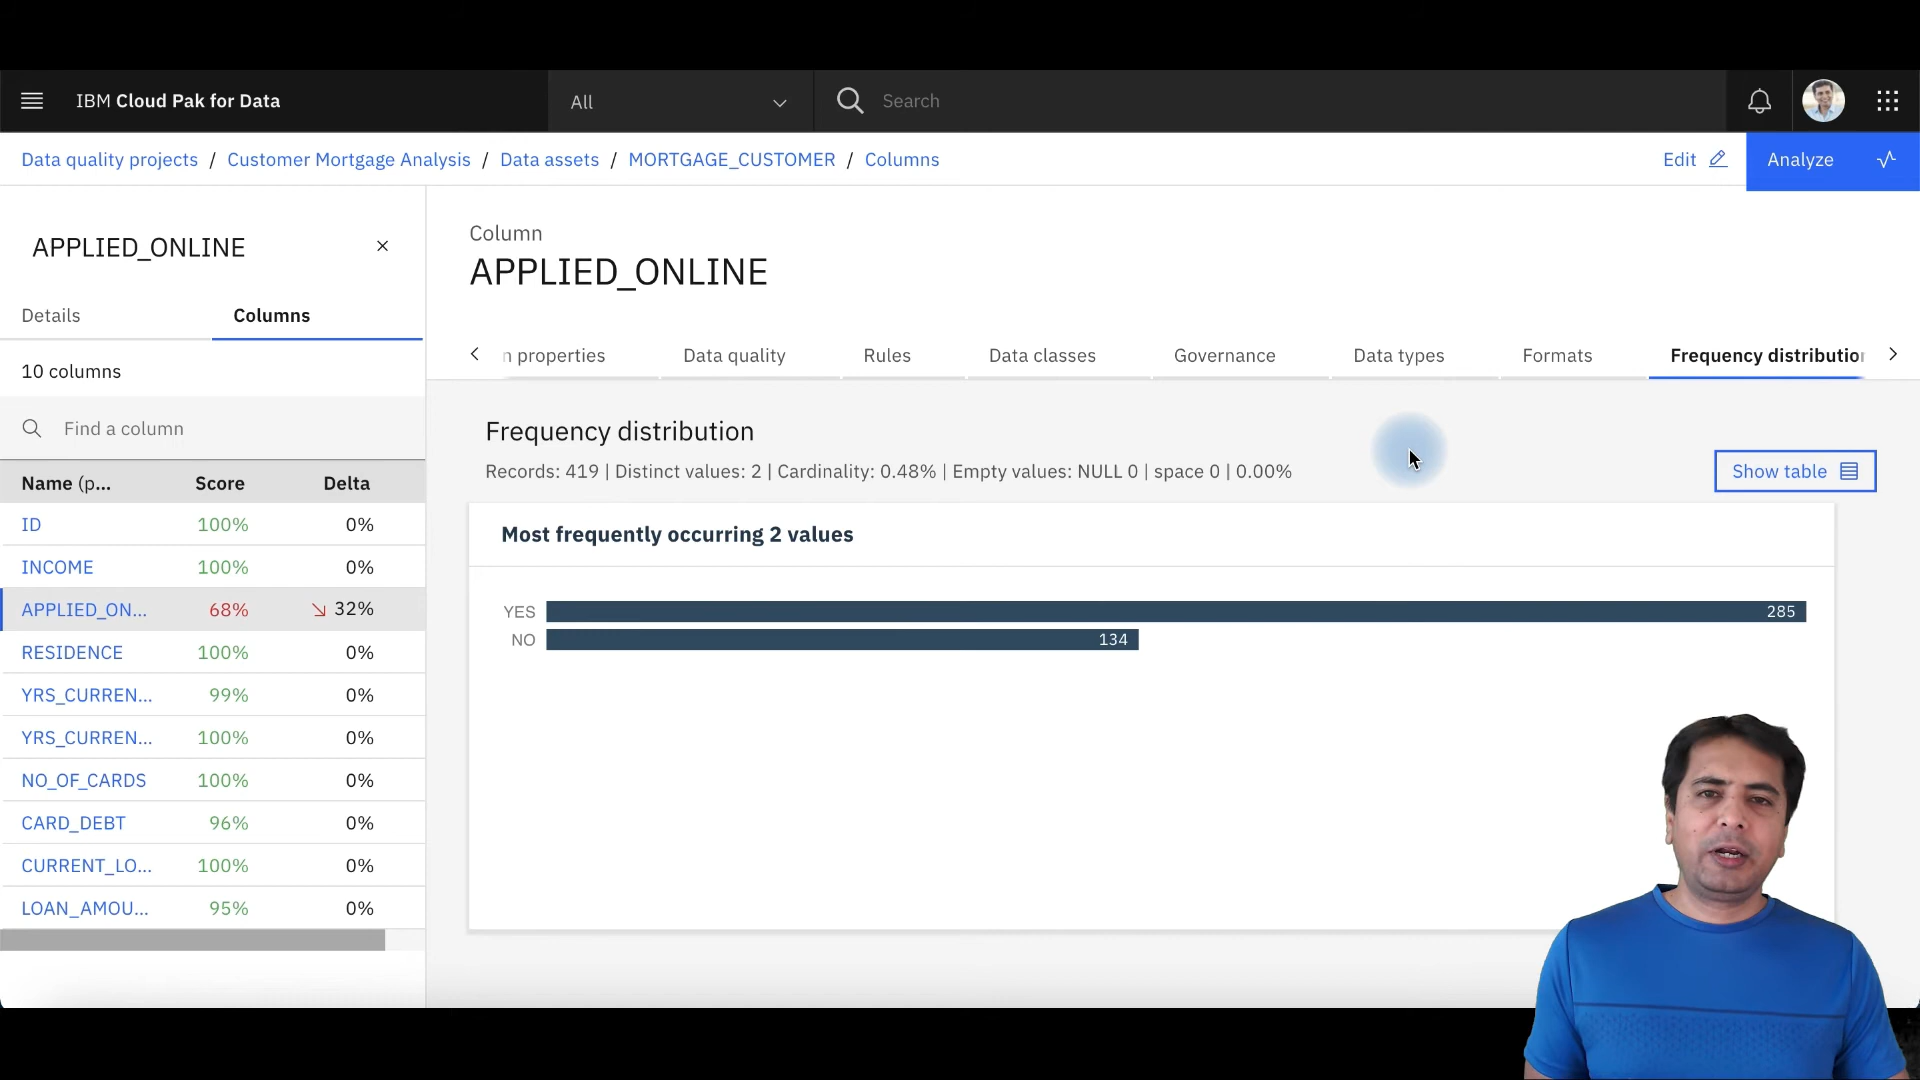 IBM Cloud Pak for Data
All
Search
Data quality projects / Customer Mortgage Analysis / Data assets / MORTGAGE_CUSTOMER / Columns
Edit
Analyze
APPLIED_ONLINE
Details
Columns
10 columns
Find a column
Name (p... Score Delta
ID 100% 0%
INCOME 100% 0%
APPLIED_ON... 68% 32%
RESIDENCE 100% 0%
YRS_CURREN... 99% 0%
YRS_CURREN... 100% 0%
NO_OF_CARDS 100% 0%
CARD_DEBT 96% 0%
CURRENT_LO... 100% 0%
LOAN_AMOU... 95% 0%
Column
APPLIED_ONLINE
n properties Data quality Rules Data classes Governance Data types Formats Frequency distributior
Frequency distribution
Records: 419 | Distinct values: 2 | Cardinality: 0.48% | Empty values: NULL 0 | space 0 | 0.00%
Show table
Most frequently occurring 2 values
YES 285
NO 134